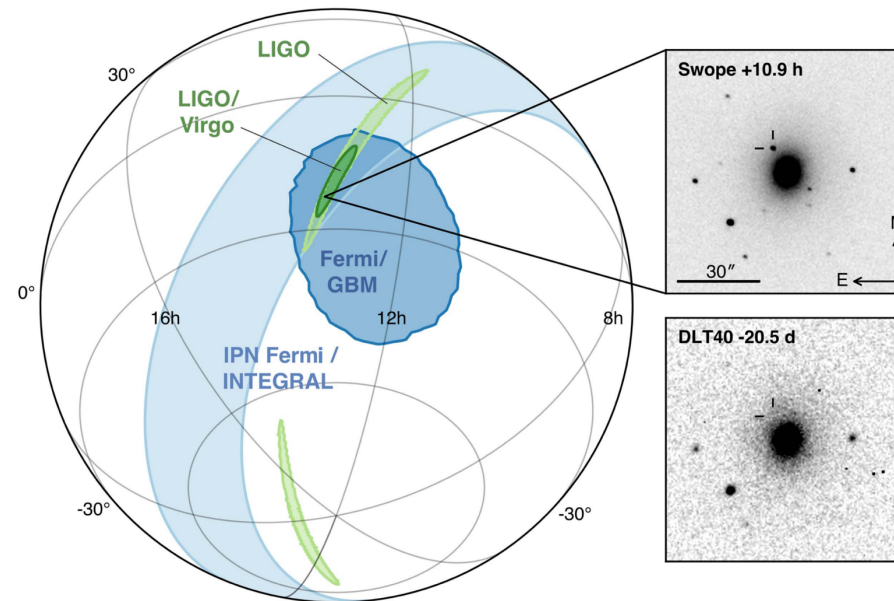 LIGO
30°
LIGO/
Virgo
Swope +10.9 h
30″
E
Fermi/
GBM
0°
16h
12h
8h
IPN Fermi /
INTEGRAL
DLT40 -20.5 d
-30°
-30°